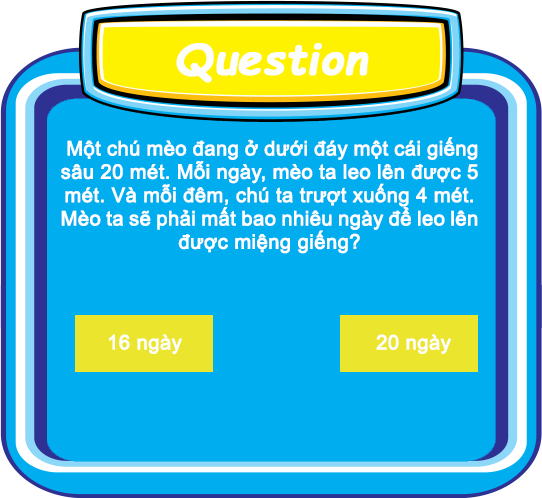 Question
Một chú mèo đang ở dưới đáy một cái giếng
sâu 20 mét. Mỗi ngày, mèo ta leo lên được 5
mét. Và mỗi đêm, chú ta trượt xuống 4 mét.
Mèo ta sẽ phải mất bao nhiêu ngày để leo lên
được miệng giếng?
16 ngày
20 ngày